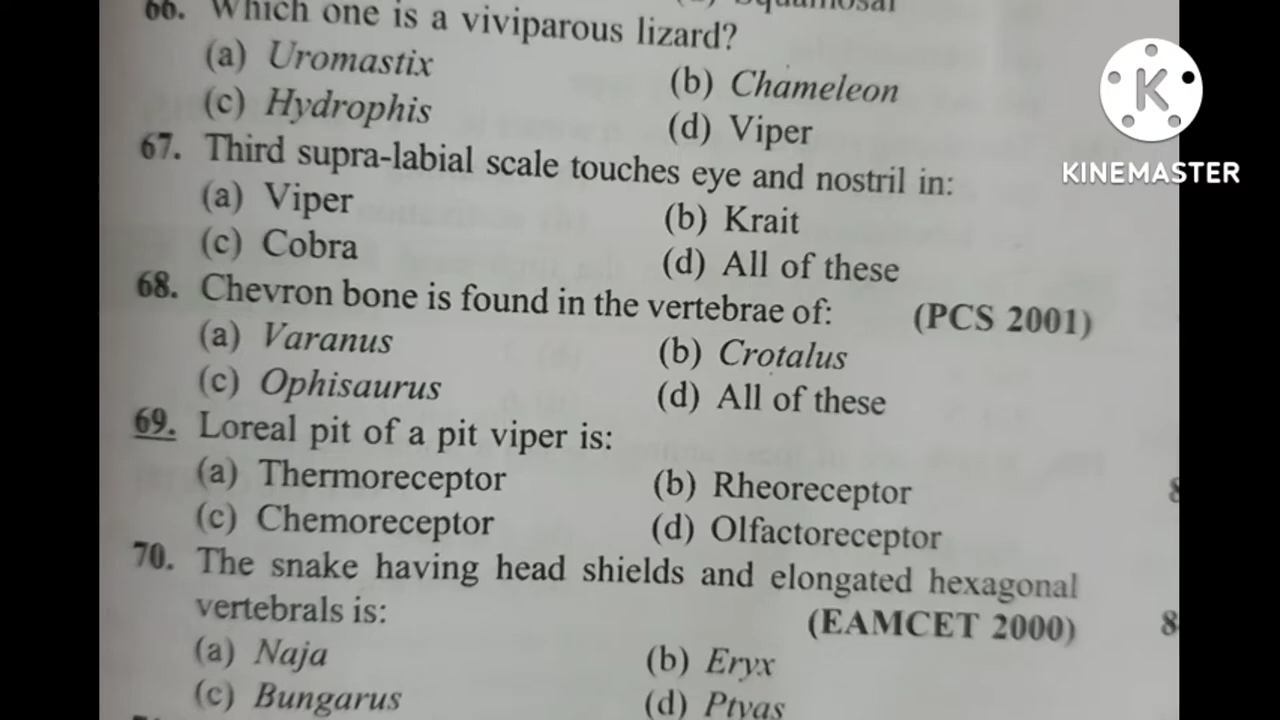 66. Which one is a viviparous lizard?
(a) Uromastix
(b) Chameleon
(c) Hydrophis
(d) Viper
67. Third supra-labial scale touches eye and nostril in:
(a) Viper
(b) Krait
(c) Cobra
(d) All of these
68. Chevron bone is found in the vertebrae of: (PCS 2001)
(a) Varanus
(b) Crotalus
(c) Ophisaurus
(d) All of these
69. Loreal pit of a pit viper is:
(a) Thermoreceptor
(b) Rheoreceptor
(c) Chemoreceptor
(d) Olfactoreceptor
70. The snake having head shields and elongated hexagonal
vertebrals is: (EAMCET 2000)
(a) Naja
(b) Eryx
(c) Bungarus
(d) Ptyas
K
KINEMASTER